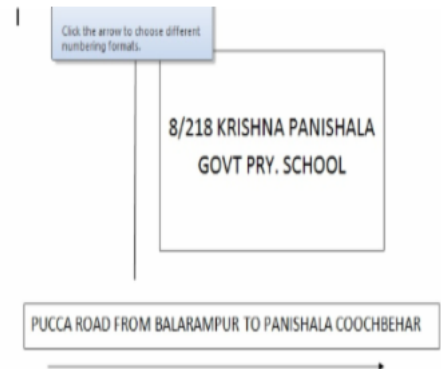 Click the arrow to choose different
numbering formats.
8/218 KRISHNA PANISHALA
GOVT PRY. SCHOOL
PUCCA ROAD FROM BALARAMPUR TO PANISHALA COOCHBEHAR